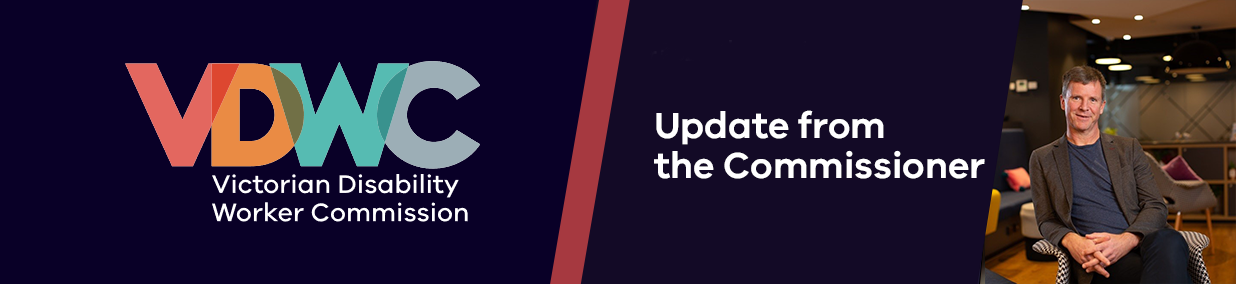 VDWC
Victorian Disability
Worker Commission
Update from
the Commissioner